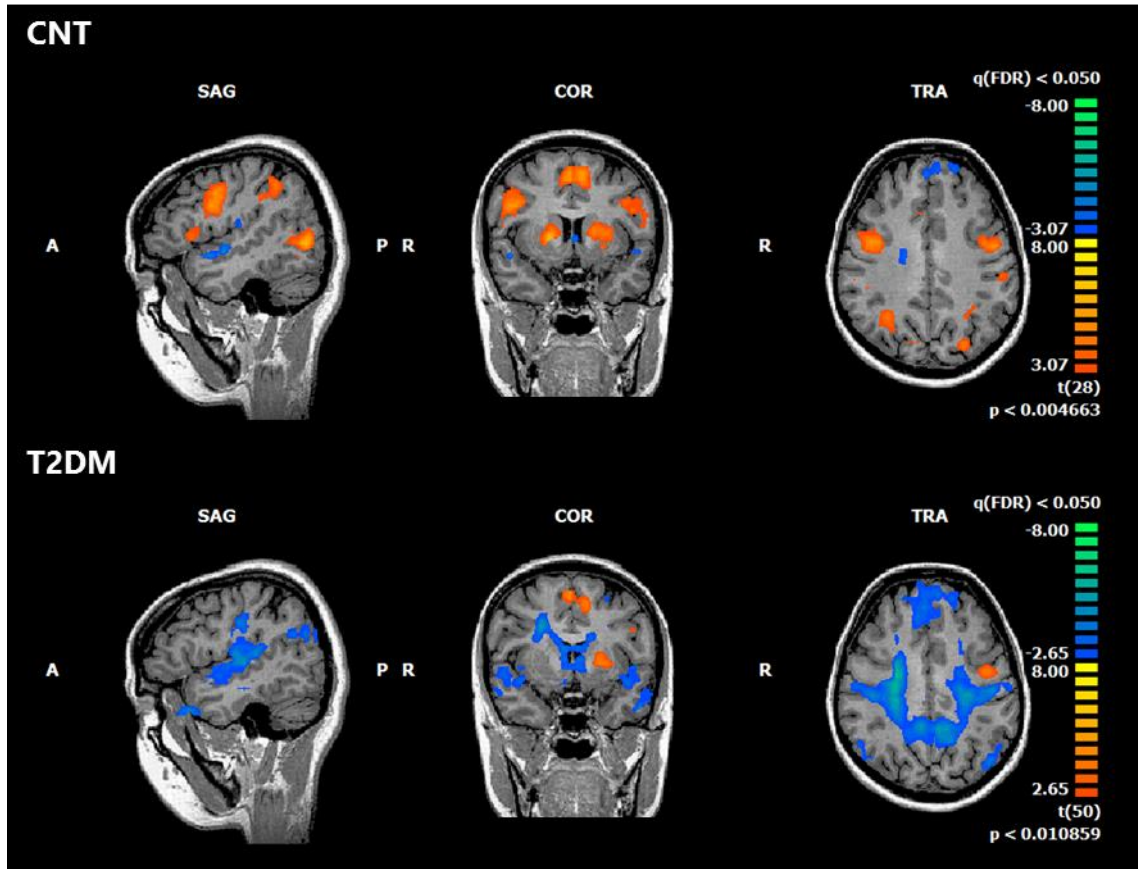 CNT
q(FDR) < 0.050
SAG COR TRA
-8.00
A P R R
-3.07
8.00
3.07
t(28)
p < 0.004663
T2DM
q(FDR) < 0.050
SAG COR TRA
-8.00
A P R R
-2.65
8.00
2.65
t(50)
p < 0.010859